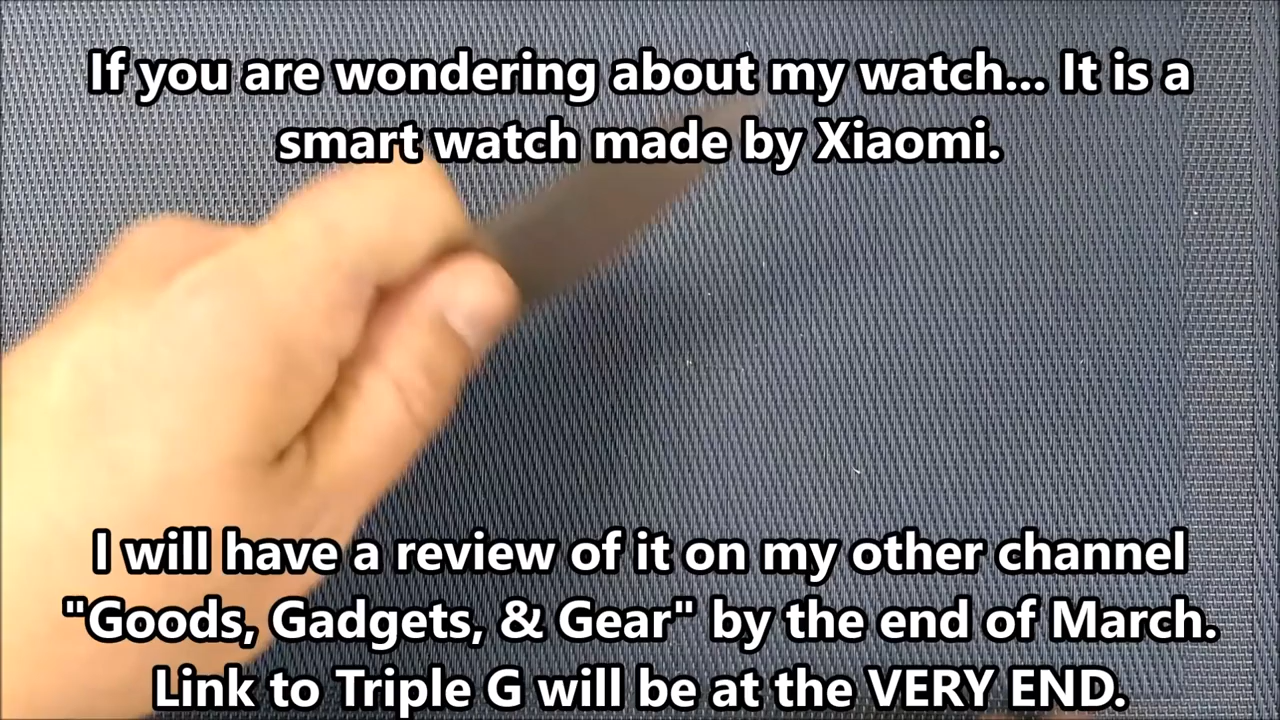 If you are wondering about my watch... It is a
smart watch made by Xiaomi.
I will have a review of it on my other channel
"Goods, Gadgets, & Gear" by the end of March.
Link to Triple G will be at the VERY END.